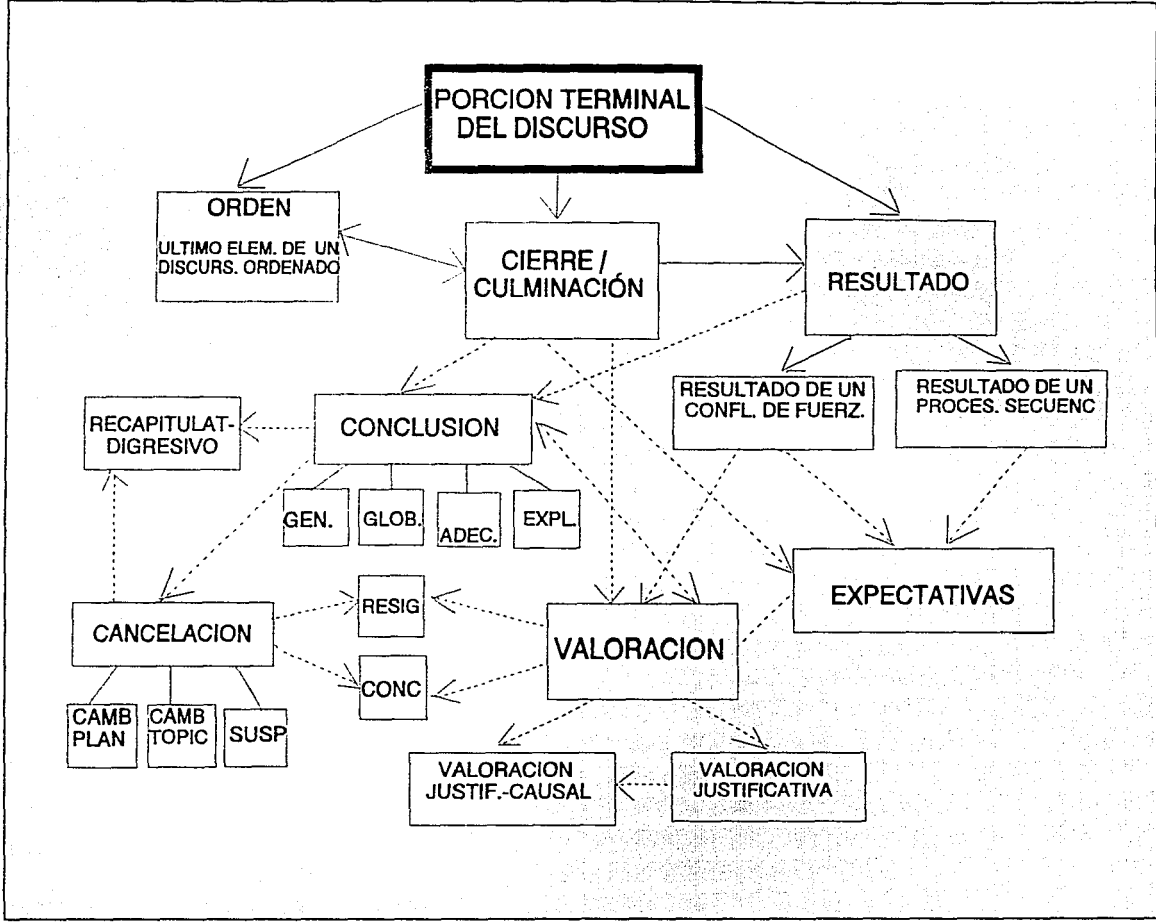 PORCION TERMINAL
DEL DISCURSO
ORDEN
ULTIMO ELEM. DE UN
DISCURS. ORDENADO
CIERRE /
CULMINACIÓN
RESULTADO
RESULTADO DE UN
CONFL. DE FUERZ.
RESULTADO DE UN
PROCES. SECUENC
RECAPITULAT-
DIGRESIVO
CONCLUSION
GEN.
GLOB.
ADEC.
EXPL.
EXPECTATIVAS
CANCELACION
RESIG
CONC
VALORACION
CAMB
PLAN
CAMB
TOPIC
SUSP
VALORACION
JUSTIF.-CAUSAL
VALORACION
JUSTIFICATIVA